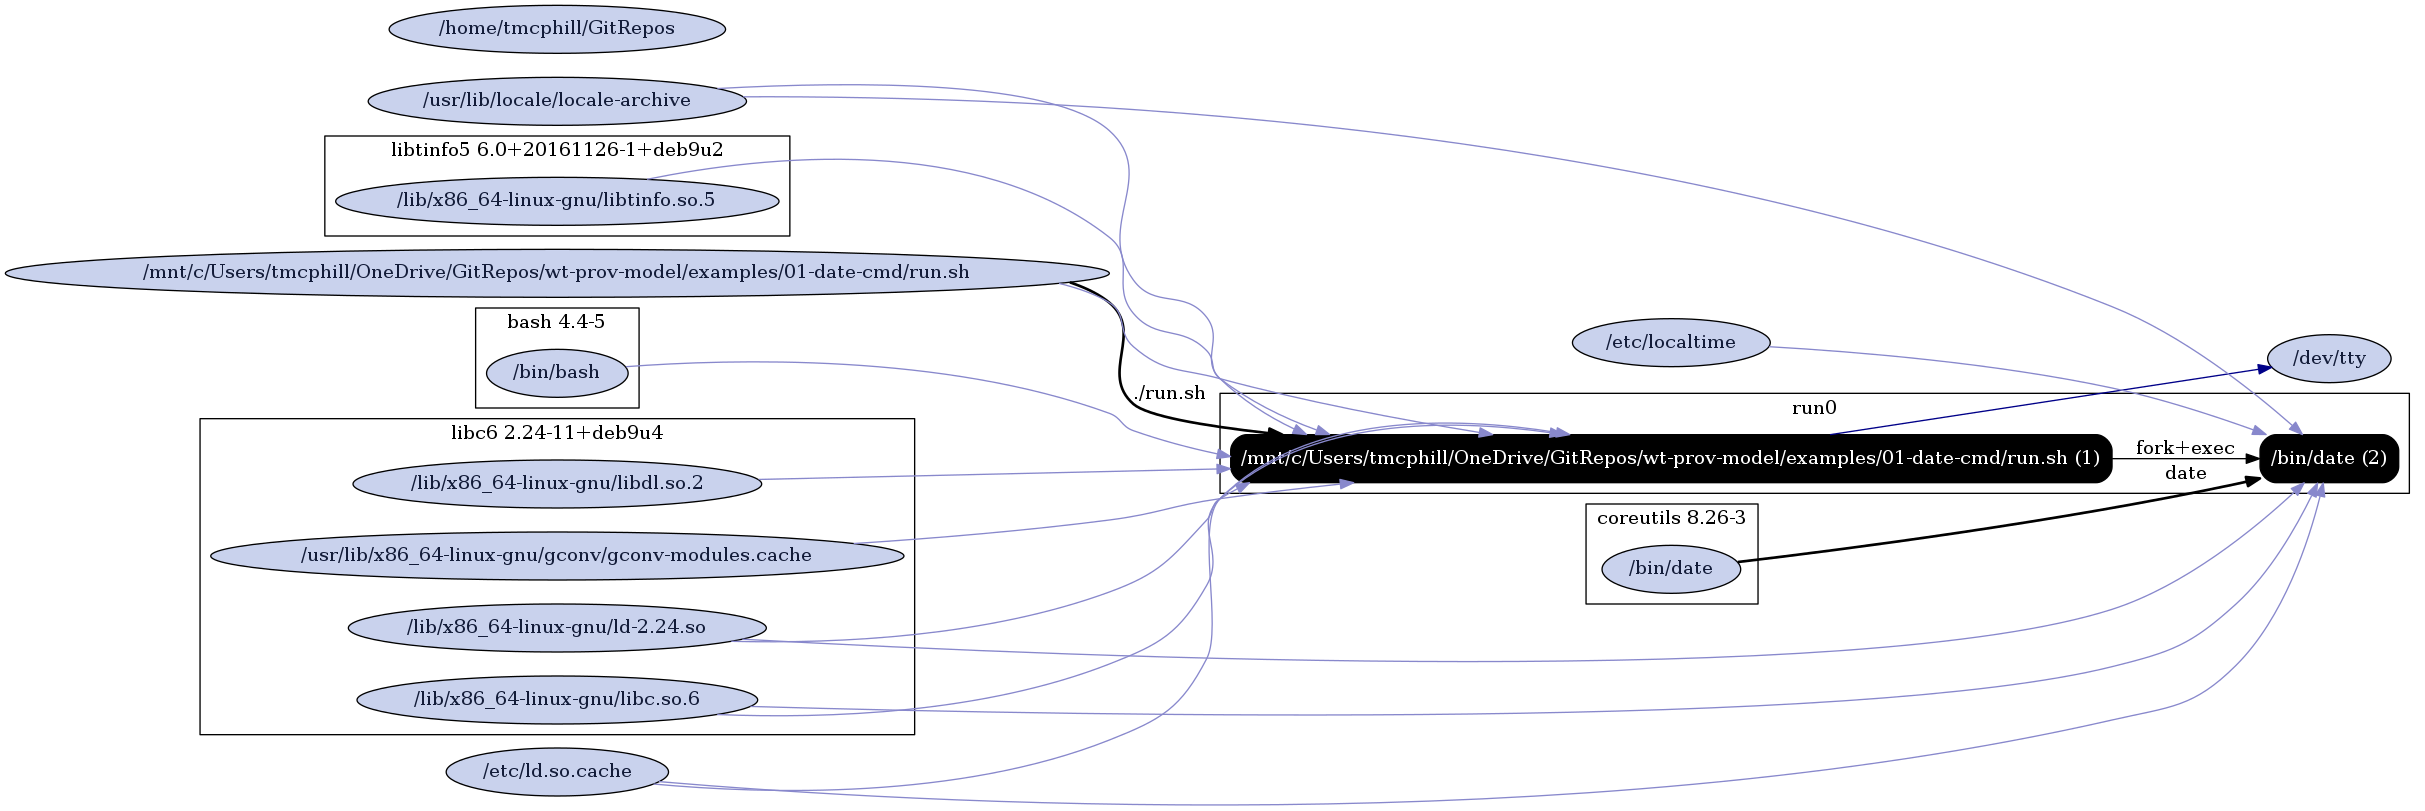 /home/tmcphill/GitRepos
/usr/lib/locale/locale-archive
libtinfo5 6.0+20161126-1+deb9u2
/lib/x86_64-linux-gnu/libtinfo.so.5
/mnt/c/Users/tmcphill/OneDrive/GitRepos/wt-prov-model/examples/01-date-cmd/run.sh
bash 4.4-5
/bin/bash
libc6 2.24-11+deb9u4
/lib/x86_64-linux-gnu/libdl.so.2
/usr/lib/x86_64-linux-gnu/gconv/gconv-modules.cache
/lib/x86_64-linux-gnu/ld-2.24.so
/lib/x86_64-linux-gnu/libc.so.6
/etc/ld.so.cache
./run.sh
/etc/localtime
/dev/tty
run0
/mnt/c/Users/tmcphill/OneDrive/GitRepos/wt-prov-model/examples/01-date-cmd/run.sh (1)
fork+exec
date
/bin/date (2)
coreutils 8.26-3
/bin/date